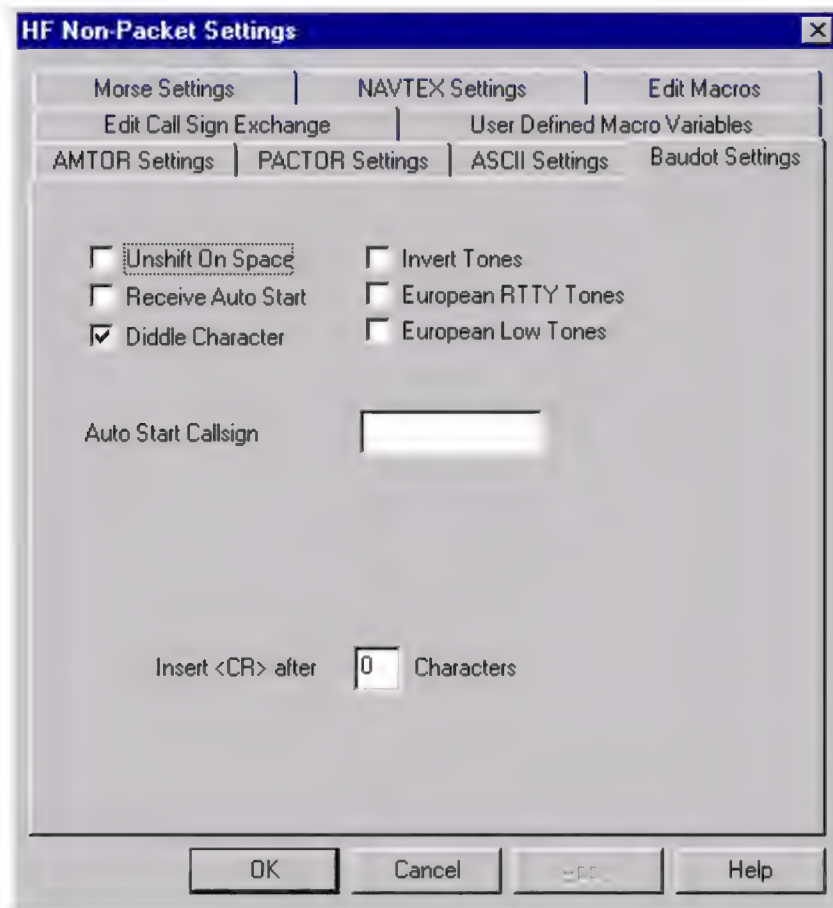 HF Non-Packet Settings
Morse Settings
NAVTEX Settings
Edit Macros
Edit Call Sign Exchange
User Defined Macro Variables
AMTOR Settings
PACTOR Settings
ASCII Settings
Baudot Settings
Unshift On Space
Invert Tones
Receive Auto Start
European RTTY Tones
Diddle Character
European Low Tones
Auto Start Callsign
Insert <CR> after 0 Characters
OK
Cancel
Help